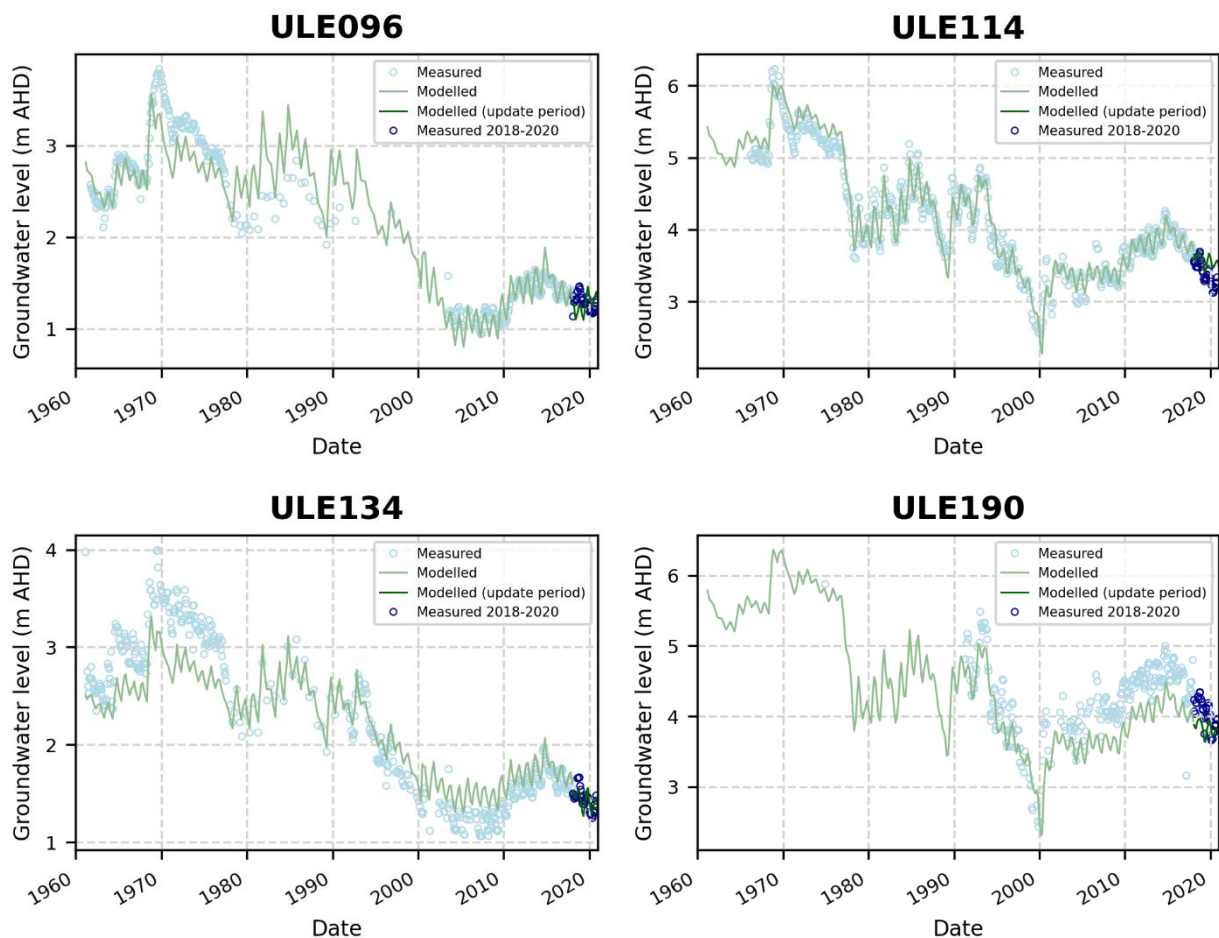 ULE096
Groundwater level (m AHD)
3
2
1
Measured
Modelled
Modelled (update period)
Measured 2018-2020
1960
1970
1980
1990
2000
2010
2020
Date
ULE114
Groundwater level (m AHD)
6
5
4
3
Measured
Modelled
Modelled (update period)
Measured 2018-2020
1960
1970
1980
1990
2000
2010
2020
Date
ULE134
Groundwater level (m AHD)
4
3
2
1
Measured
Modelled
Modelled (update period)
Measured 2018-2020
1960
1970
1980
1990
2000
2010
2020
Date
ULE190
Groundwater level (m AHD)
6
5
4
3
Measured
Modelled
Modelled (update period)
Measured 2018-2020
1960
1970
1980
1990
2000
2010
2020
Date